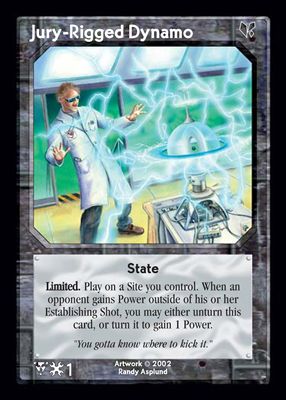 Jury-Rigged Dynamo
State
Limited. Play on a Site you control. When an
opponent gains Power outside of his or her
Establishing Shot, you may either unturn this
card, or turn it to gain 1 Power.
"You gotta know where to kick it."
1
Artwork © 2002
Randy Asplund